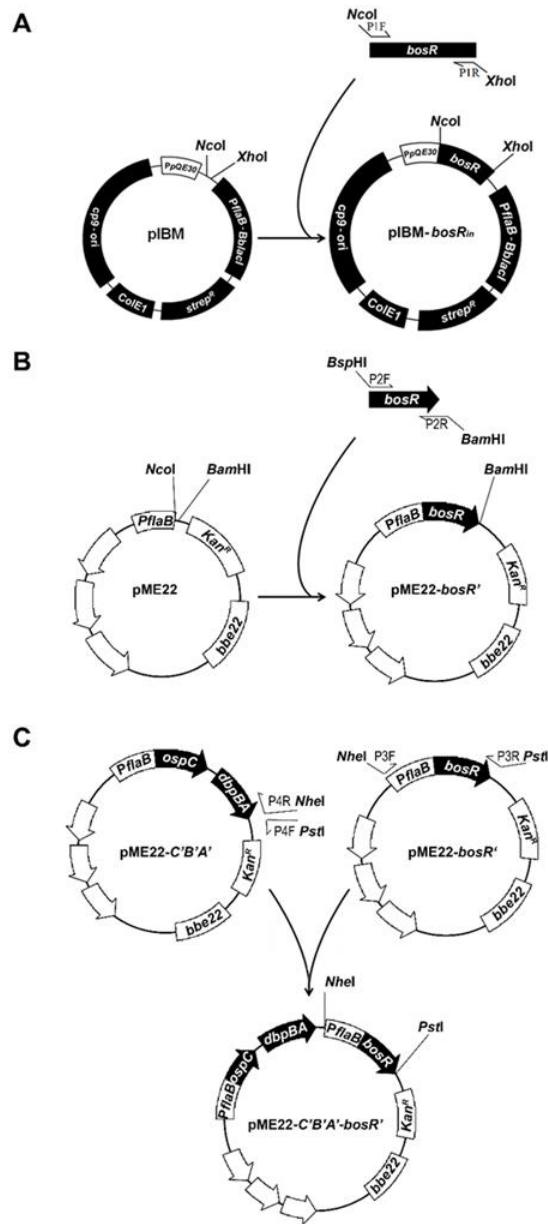 A
NcoI
P1F
bosR
P1R
XhoI
NcoI
XhoI
PpQE30
cp9-ori
pIBM
PflaB-BblacI
ColE1
strepR
NcoI
XhoI
PpQE30
bosR
cp9-ori
pIBM-bosRin
PflaB-BblacI
ColE1
strepR
B
BspHI
P2F
bosR
P2R
BamHI
NcoI
BamHI
PflaB
KanR
pME22
bbe22
BamHI
PflaB
bosR
KanR
pME22-bosR’
bbe22
C
PflaB
ospC
dbpBA
P4R NheI
P4F PstI
pME22-C’B’A’
KanR
bbe22
NheI
P3F
P3R PstI
PflaB
bosR
KanR
pME22-bosR‘
bbe22
NheI
dbpBA
PflaB
bosR
PstI
PflaB
ospC
pME22-C’B’A’-bosR’
KanR
bbe22